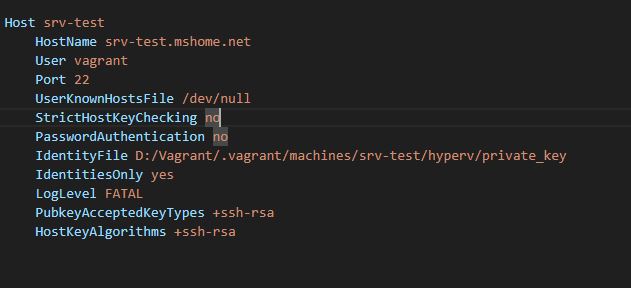 Host srv-test
HostName srv-test.mshome.net
User vagrant
Port 22
UserKnownHostsFile /dev/null
StrictHostKeyChecking no
PasswordAuthentication no
IdentityFile D:/Vagrant/.vagrant/machines/srv-test/hyperv/private_key
IdentitiesOnly yes
LogLevel FATAL
PubkeyAcceptedKeyTypes +ssh-rsa
HostKeyAlgorithms +ssh-rsa